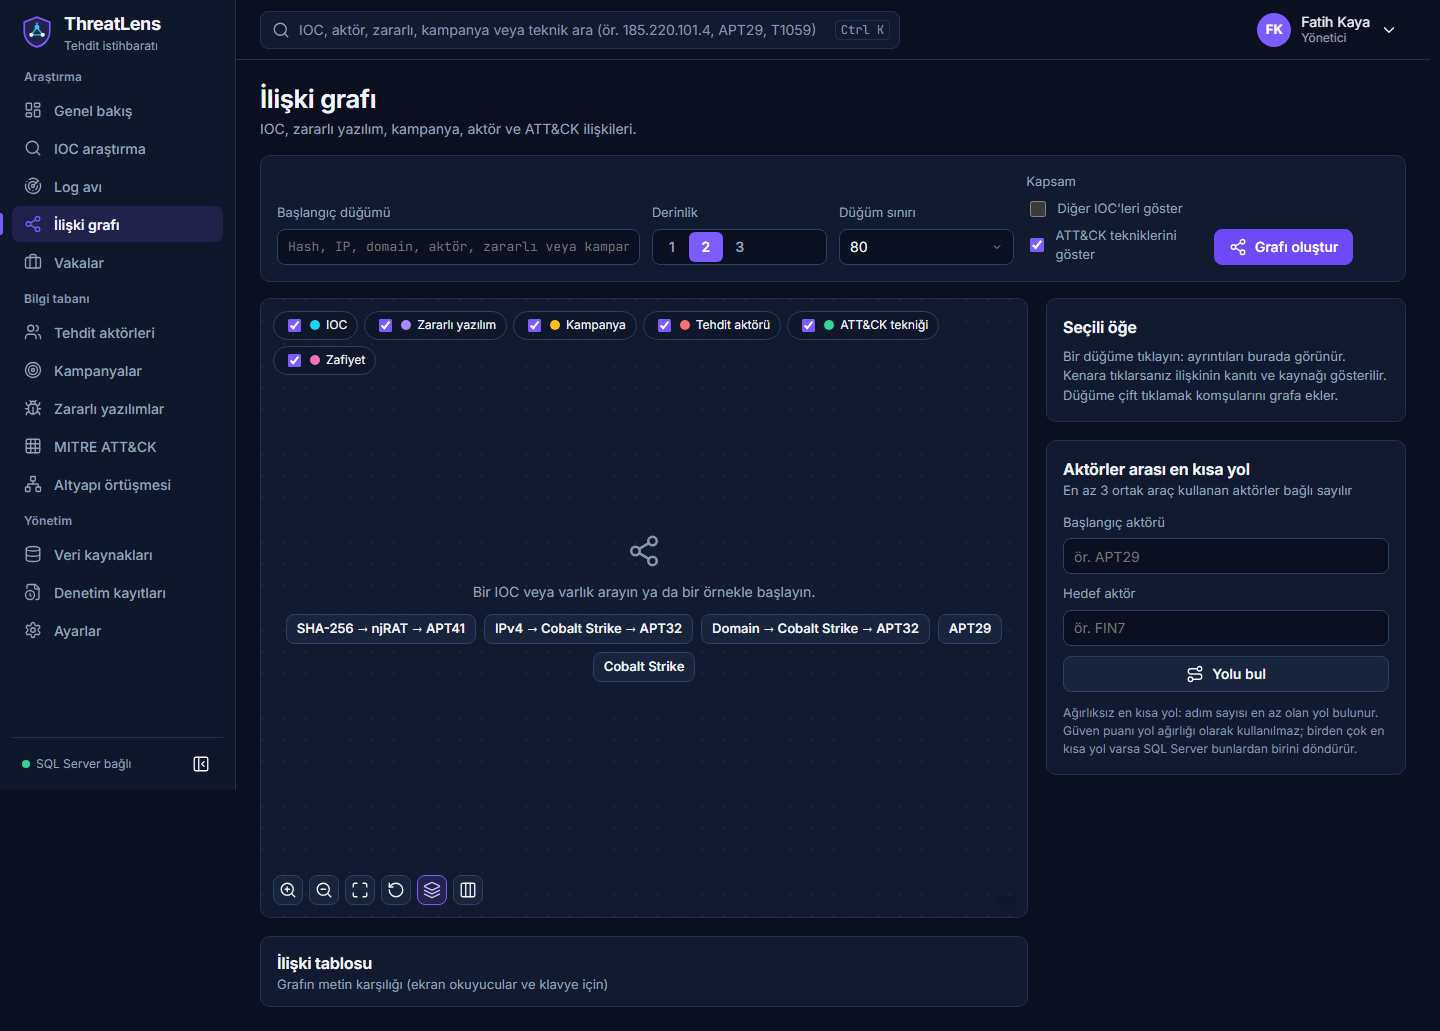 ThreatLens
Tehdit istihbaratı
Araştırma
Genel bakış
IOC araştırma
Log avı
İlişki grafı
Vakalar
Bilgi tabanı
Tehdit aktörleri
Kampanyalar
Zararlı yazılımlar
MITRE ATT&CK
Altyapı örtüşmesi
Yönetim
Veri kaynakları
Denetim kayıtları
Ayarlar
SQL Server bağlı
IOC, aktör, zararlı, kampanya veya teknik ara (ör. 185.220.101.4, APT29, T1059)
Ctrl K
FK
Fatih Kaya
Yönetici
İlişki grafı
IOC, zararlı yazılım, kampanya, aktör ve ATT&CK ilişkileri.
Başlangıç düğümü
Hash, IP, domain, aktör, zararlı veya kampar
Derinlik
1 2 3
Düğüm sınırı
80
Kapsam
Diğer IOC'leri göster
ATT&CK tekniklerini
göster
Grafı oluştur
IOC
Zararlı yazılım
Kampanya
Tehdit aktörü
ATT&CK tekniği
Zafiyet
Bir IOC veya varlık arayın ya da bir örnekle başlayın.
SHA-256 → njRAT → APT41
IPv4 → Cobalt Strike → APT32
Domain → Cobalt Strike → APT32
APT29
Cobalt Strike
Seçili öğe
Bir düğüme tıklayın: ayrıntıları burada görünür.
Kenara tıklarsanız ilişkinin kanıtı ve kaynağı gösterilir.
Düğüme çift tıklamak komşularını grafa ekler.
Aktörler arası en kısa yol
En az 3 ortak araç kullanan aktörler bağlı sayılır
Başlangıç aktörü
ör. APT29
Hedef aktör
ör. FIN7
Yolu bul
Ağırlıksız en kısa yol: adım sayısı en az olan yol bulunur.
Güven puanı yol ağırlığı olarak kullanılmaz; birden çok en
kısa yol varsa SQL Server bunlardan birini döndürür.
İlişki tablosu
Grafın metin karşılığı (ekran okuyucular ve klavye için)